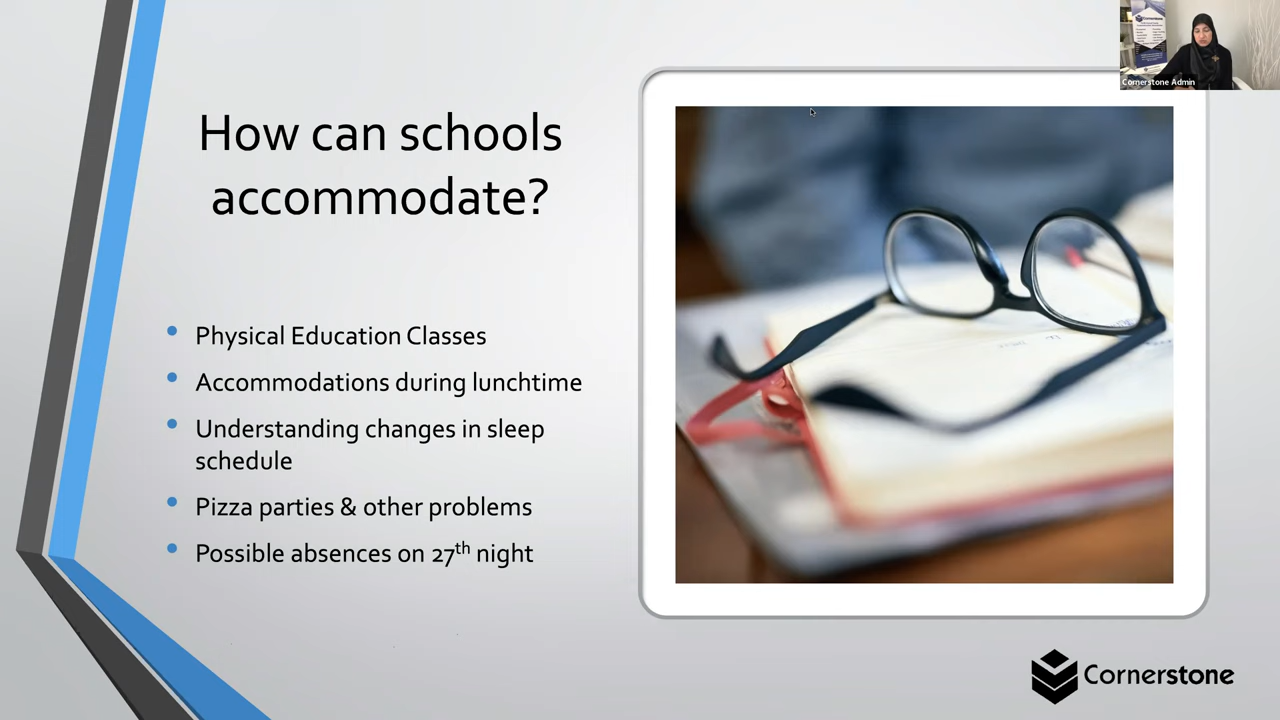 How can schools
accommodate?
Physical Education Classes
Accommodations during lunchtime
Understanding changes in sleep
schedule
Pizza parties & other problems
Possible absences on 27th night
Cornerstone
Cornerstone Admin
Cornerstone